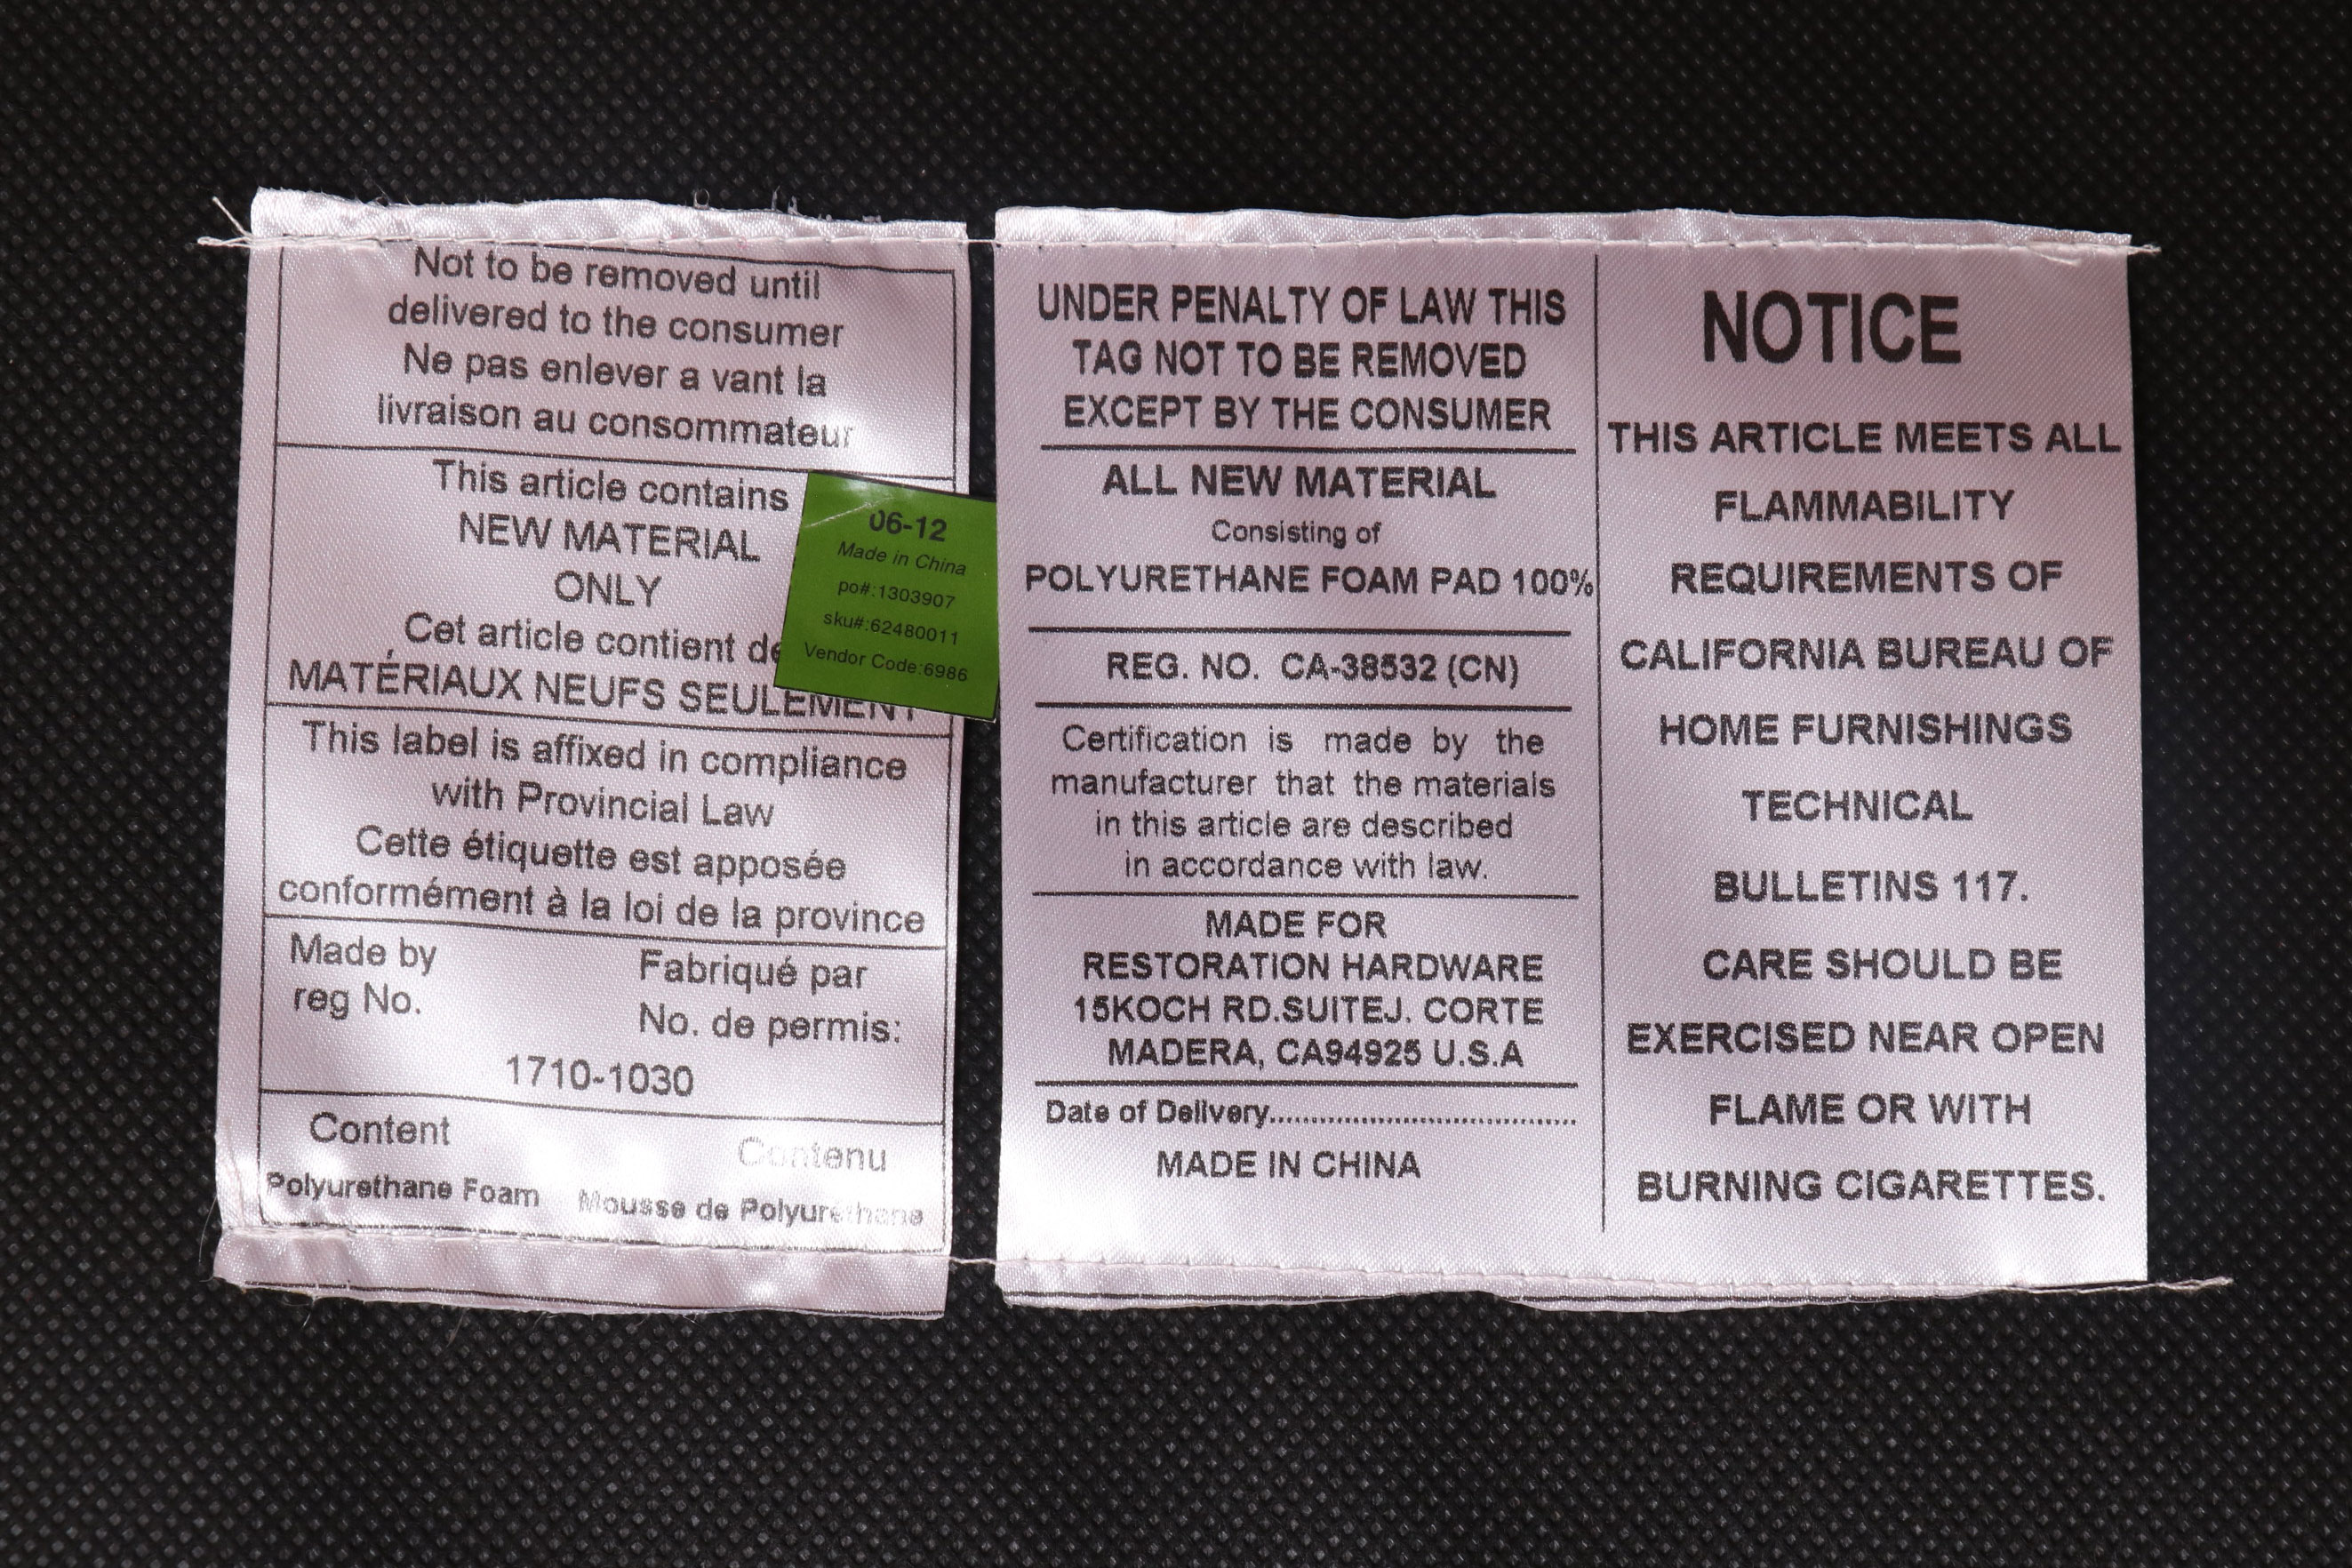 Not to be removed until
delivered to the consumer
Ne pas enlever a vant la
livraison au consommateur
This article contains
NEW MATERIAL
ONLY
Cet article contient
MATÉRIAUX NEUFS SEULEMENT
This label is affixed in compliance
with Provincial Law
Cette étiquette est apposée
conformément à la loi de la province
Made by
reg No.
Fabriqué par
No. de permis:
1710-1030
Content
Contenu
Polyurethane Foam
Mousse de Polyurethane
06-12
Made in China
po#:1303907
sku#:62480011
Vendor Code:6986
UNDER PENALTY OF LAW THIS
TAG NOT TO BE REMOVED
EXCEPT BY THE CONSUMER
ALL NEW MATERIAL
Consisting of
POLYURETHANE FOAM PAD 100%
REG. NO. CA-38532 (CN)
Certification is made by the
manufacturer that the materials
in this article are described
in accordance with law.
MADE FOR
RESTORATION HARDWARE
15KOCH RD.SUITEJ. CORTE
MADERA, CA94925 U.S.A
Date of Delivery......................................
MADE IN CHINA
NOTICE
THIS ARTICLE MEETS ALL
FLAMMABILITY
REQUIREMENTS OF
CALIFORNIA BUREAU OF
HOME FURNISHINGS
TECHNICAL
BULLETINS 117.
CARE SHOULD BE
EXERCISED NEAR OPEN
FLAME OR WITH
BURNING CIGARETTES.